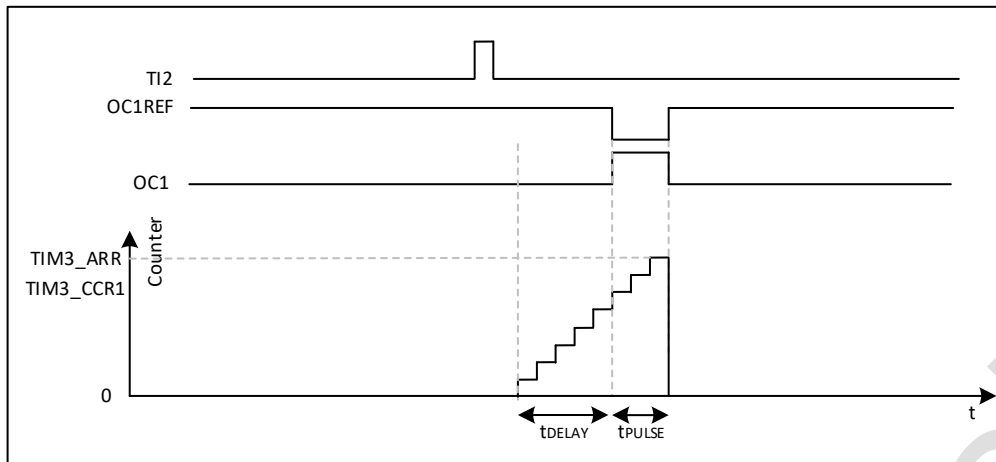 TI2
OC1REF
OC1
Counter
TIM3_ARR
TIM3_CCR1
0
t
tDELAY
tPULSE